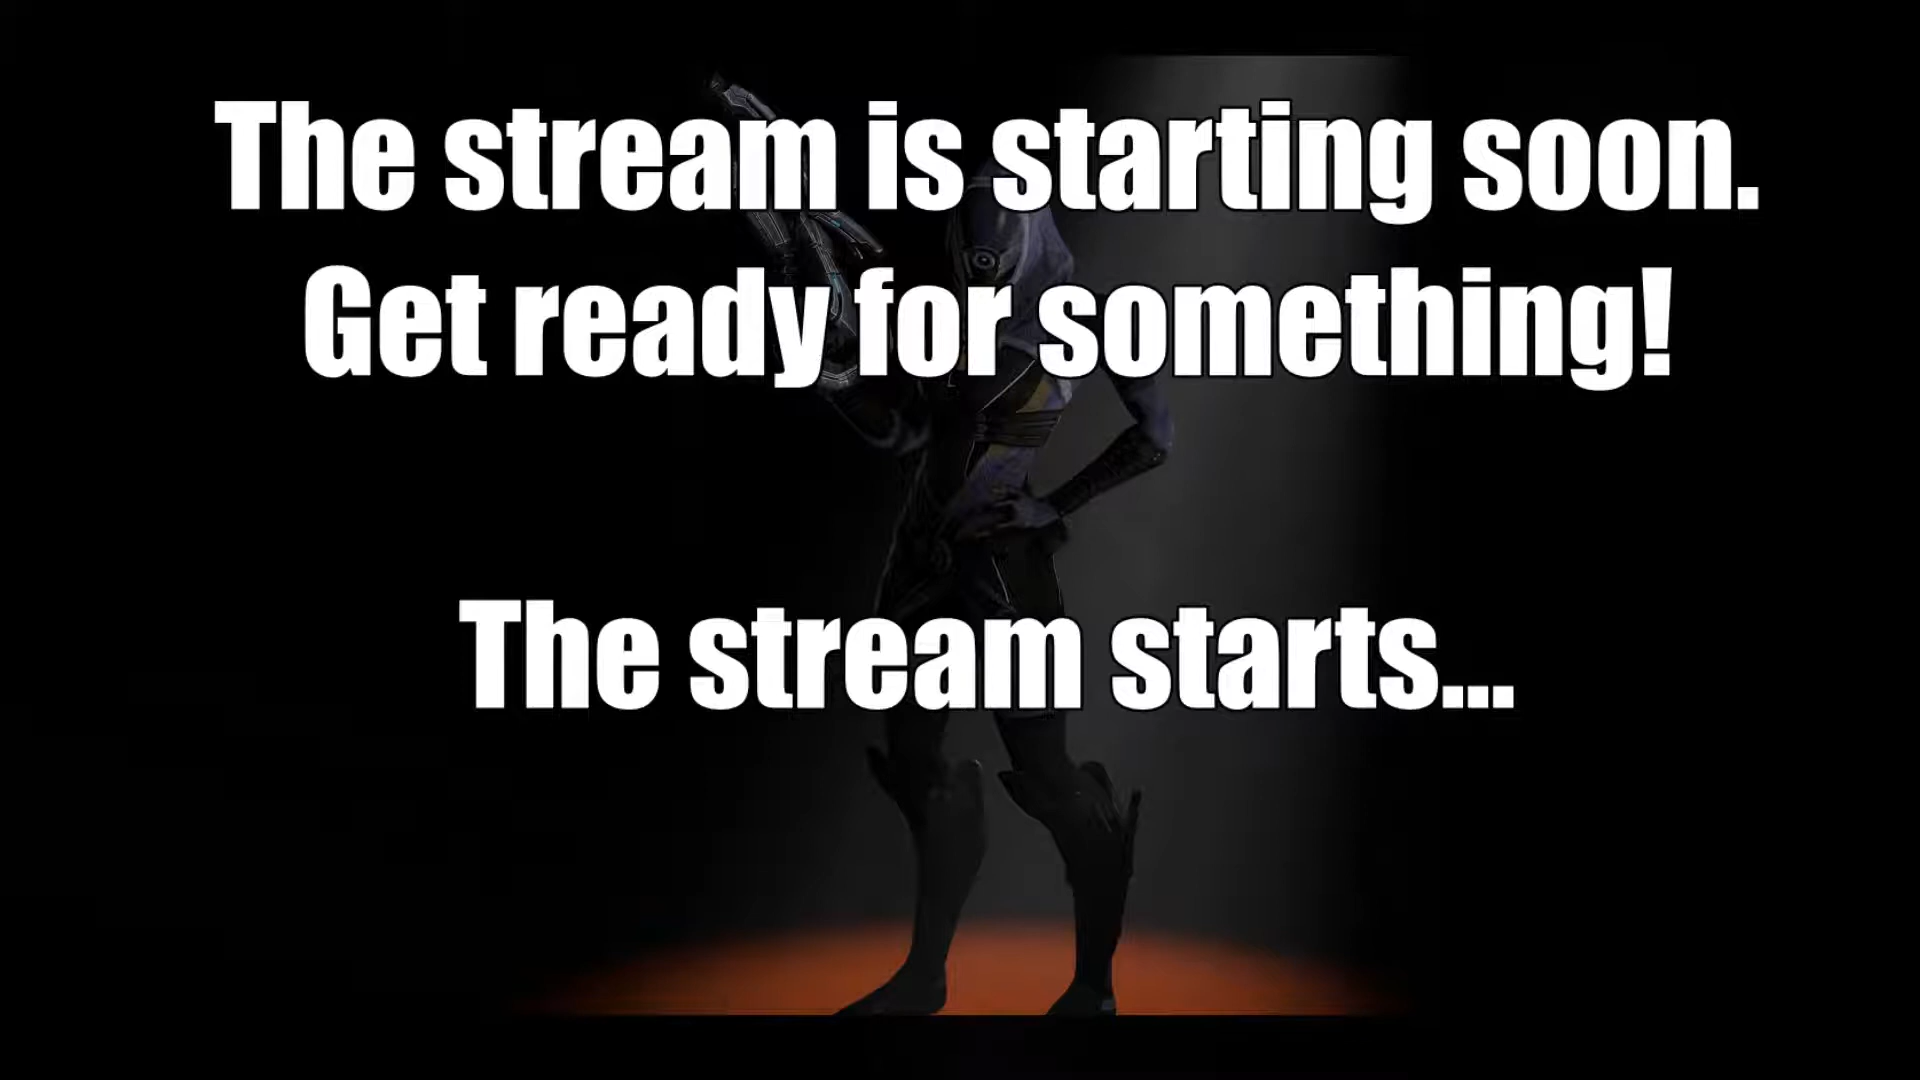 The stream is starting soon.
Get ready for something!
The stream starts...